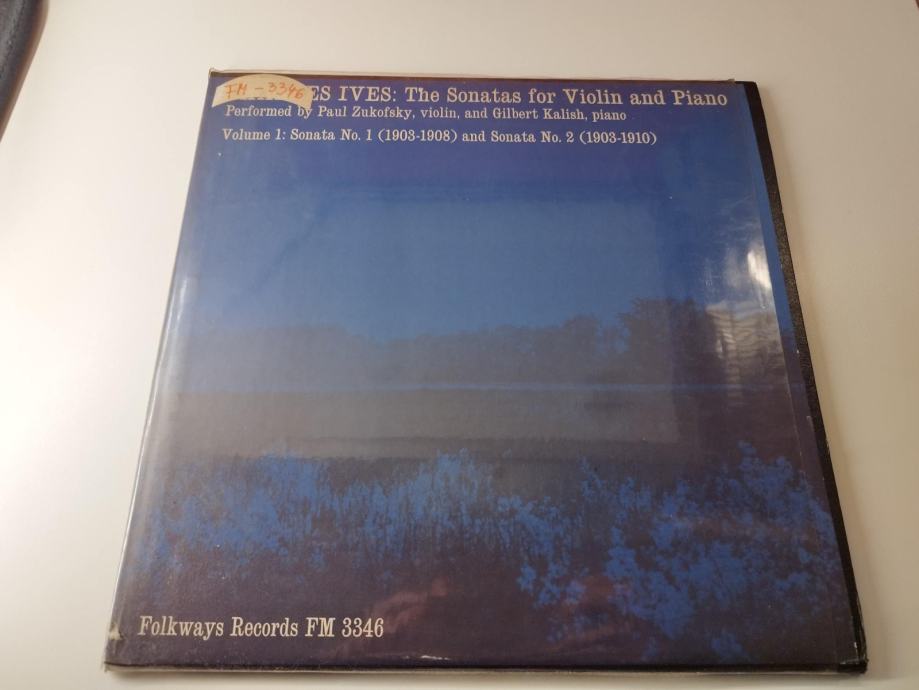 FM-3346
ES IVES: The Sonatas for Violin and Piano
Performed by Paul Zukofsky, violin, and Gilbert Kalish, piano
Volume 1: Sonata No. 1 (1903-1908) and Sonata No. 2 (1903-1910)
Folkways Records FM 3346